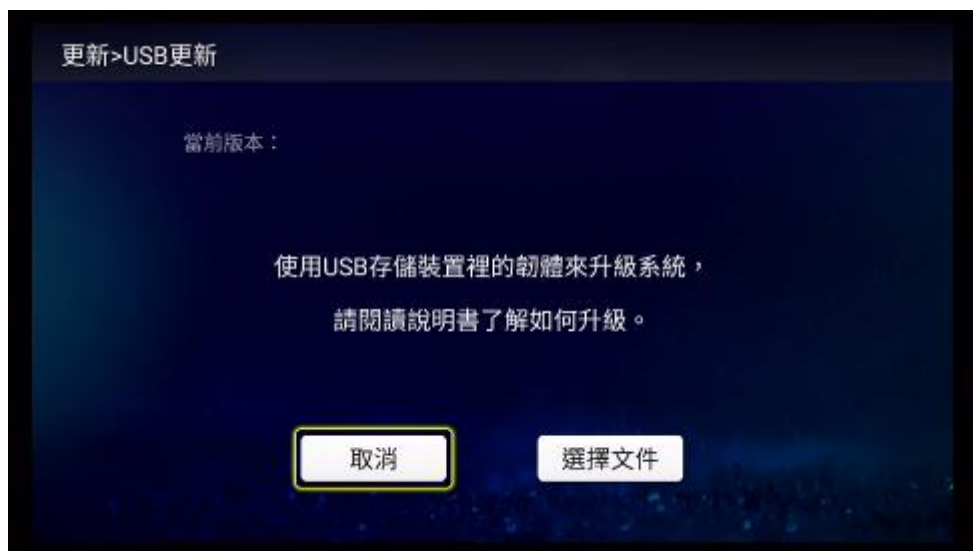 更新>USB更新
當前版本：
使用USB存儲裝置裡的韌體來升級系統，
請閱讀說明書了解如何升級。
取消
選擇文件